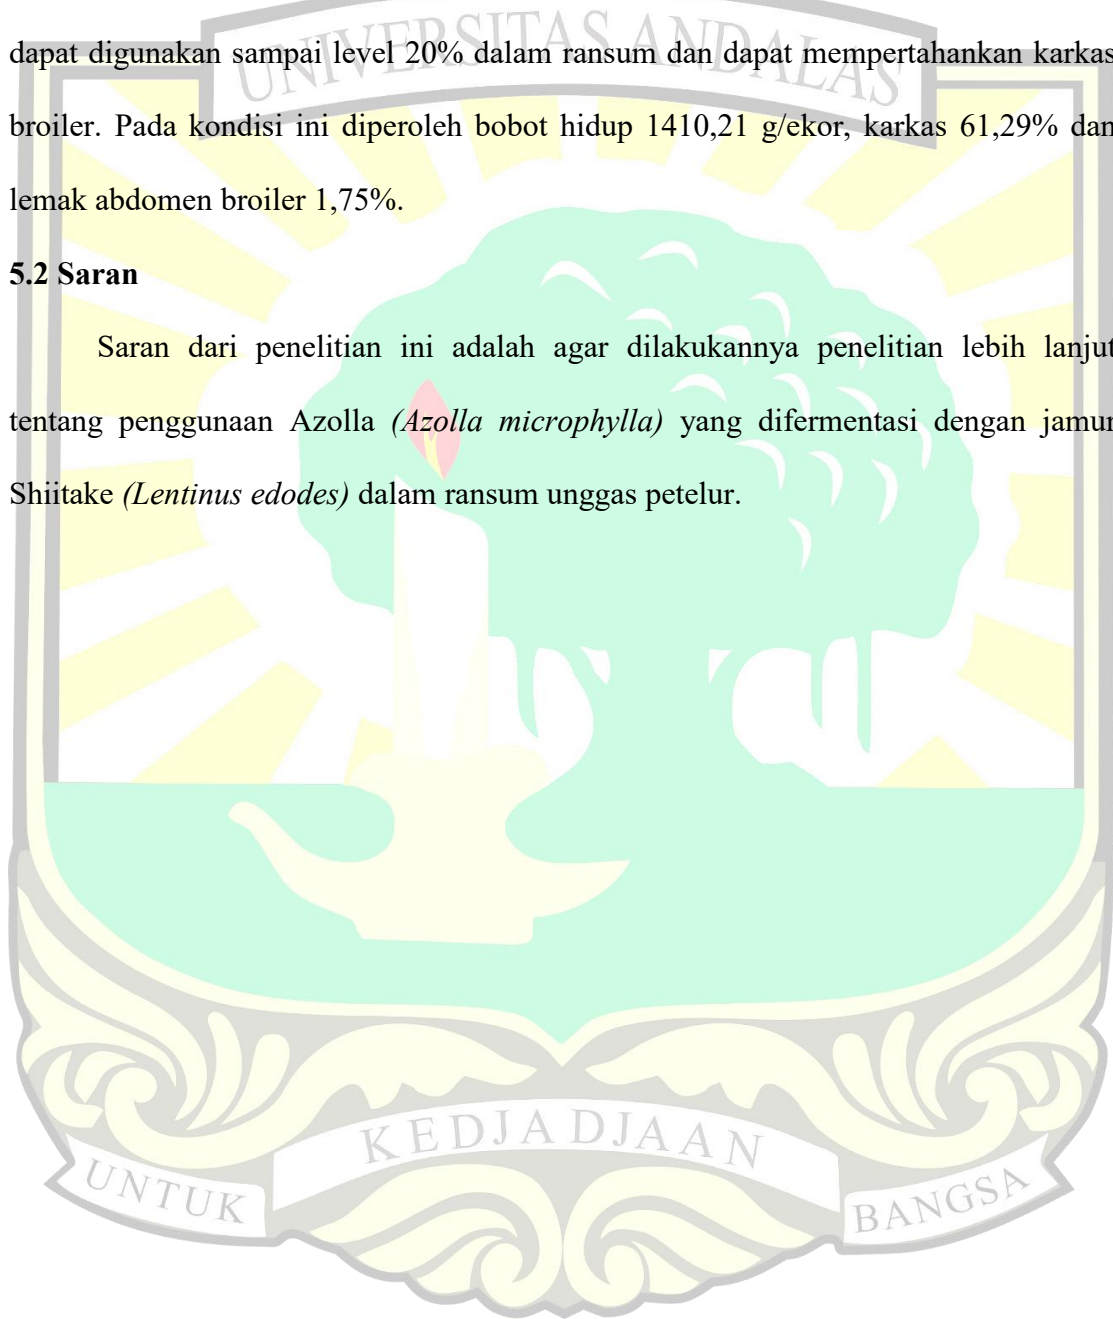 UNIVERSITAS ANDALAS
dapat digunakan sampai level 20% dalam ransum dan dapat mempertahankan karkas
broiler. Pada kondisi ini diperoleh bobot hidup 1410,21 g/ekor, karkas 61,29% dan
lemak abdomen broiler 1,75%.
5.2 Saran
Saran dari penelitian ini adalah agar dilakukannya penelitian lebih lanjut
tentang penggunaan Azolla (Azolla microphylla) yang difermentasi dengan jamur
Shiitake (Lentinus edodes) dalam ransum unggas petelur.
UNTUK KEDJADJAAN BANGSA